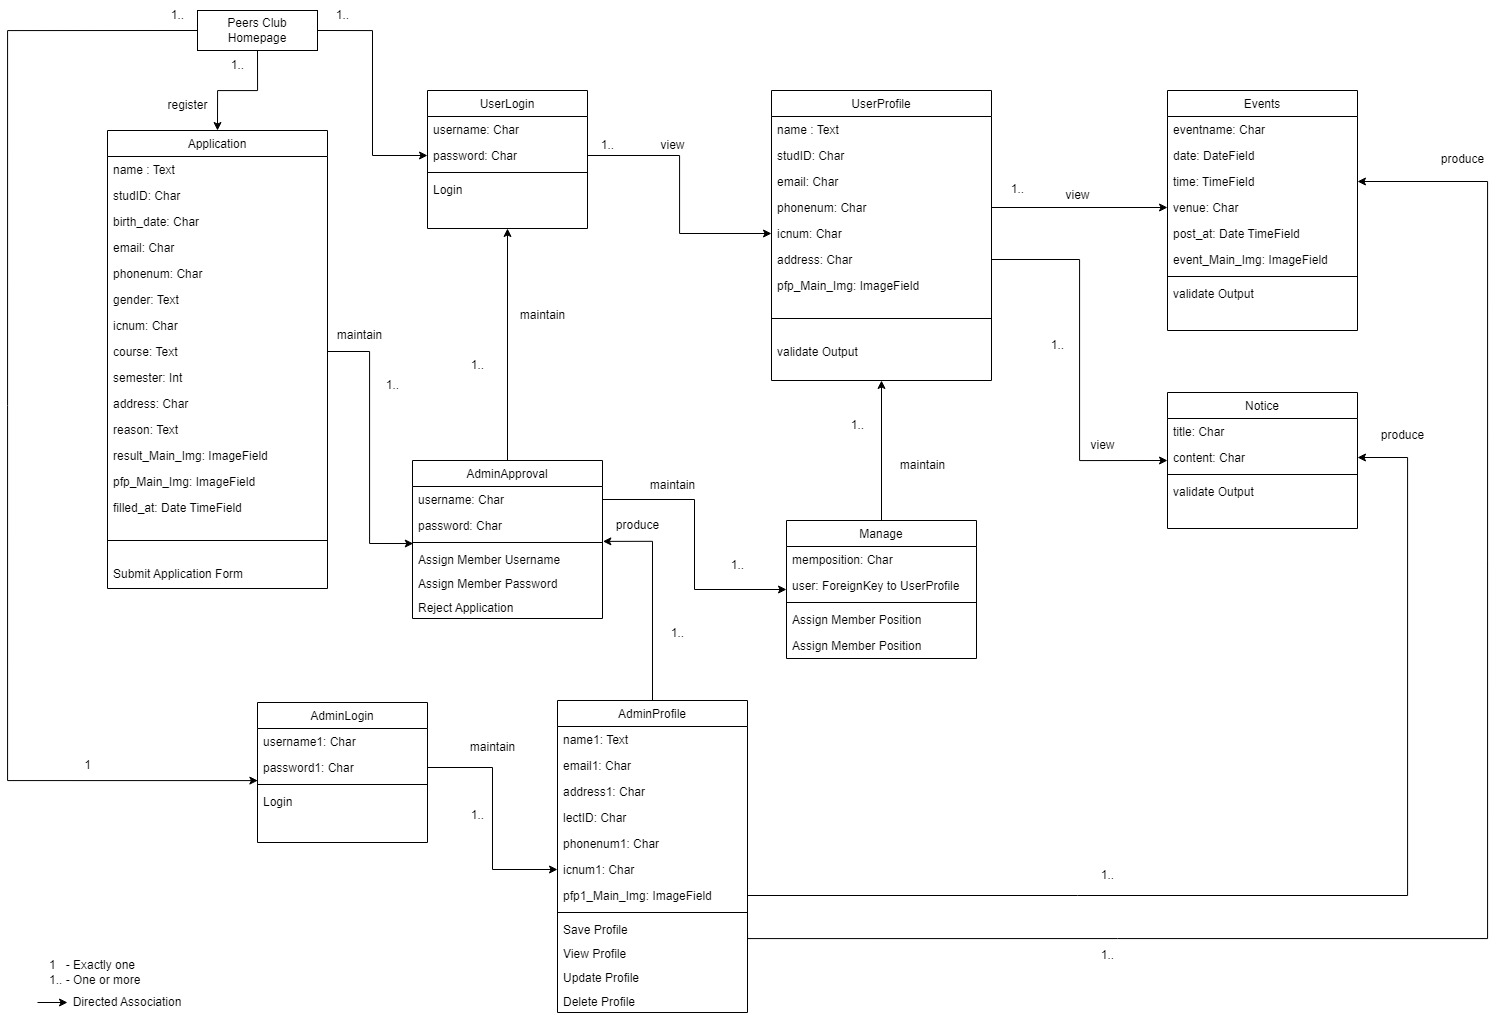 1..
Peers Club
Homepage
1..
1..
register
Application
name : Text
studID: Char
birth_date: Char
email: Char
phonenum: Char
gender: Text
icnum: Char
course: Text
semester: Int
address: Char
reason: Text
result_Main_Img: ImageField
pfp_Main_Img: ImageField
filled_at: Date TimeField
Submit Application Form
maintain
1..
UserLogin
username: Char
password: Char
Login
1..
view
maintain
1..
UserProfile
name : Text
studID: Char
email: Char
phonenum: Char
icnum: Char
address: Char
pfp_Main_Img: ImageField
validate Output
1..
view
1..
view
Events
eventname: Char
date: DateField
time: TimeField
venue: Char
post_at: Date TimeField
event_Main_Img: ImageField
validate Output
produce
Notice
title: Char
content: Char
validate Output
produce
AdminApproval
username: Char
password: Char
Assign Member Username
Assign Member Password
Reject Application
maintain
produce
1..
1..
1..
maintain
Manage
memposition: Char
user: ForeignKey to UserProfile
Assign Member Position
Assign Member Position
1
AdminLogin
username1: Char
password1: Char
Login
maintain
1..
AdminProfile
name1: Text
email1: Char
address1: Char
lectID: Char
phonenum1: Char
icnum1: Char
pfp1_Main_Img: ImageField
Save Profile
View Profile
Update Profile
Delete Profile
1..
1..
1 - Exactly one
1.. - One or more
Directed Association